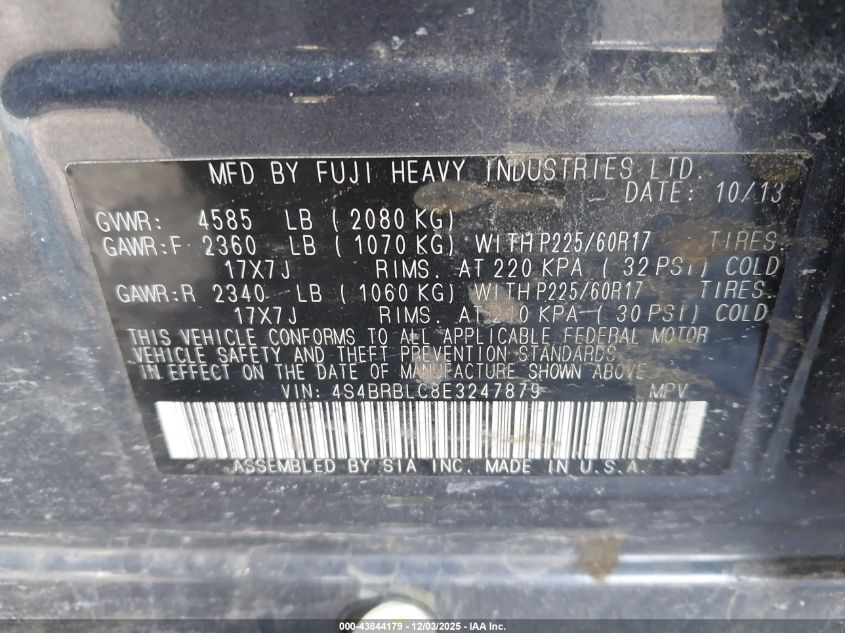 MFD BY FUJI HEAVY INDUSTRIES LTD.
DATE: 10/13
GVWR: 4585 LB (2080 KG)
GAWR:F 2360 LB (1070 KG) WITH P225/60R17 TIRES
17X7J RIMS. AT 220 KPA (32 PSI) COLD
GAWR:R 2340 LB (1060 KG) WITH P225/60R17 TIRES
17X7J RIMS. AT 210 KPA (30 PSI) COLD
THIS VEHICLE CONFORMS TO ALL APPLICABLE FEDERAL MOTOR
VEHICLE SAFETY AND THEFT PREVENTION STANDARDS
IN EFFECT ON THE DATE OF MANUFACTURE SHOWN ABOVE.
VIN: 4S4BRBLC8E3247879 MPV
ASSEMBLED BY SIA INC. MADE IN U.S.A.
000-43844179 - 12/03/2025 - © IAA Inc.